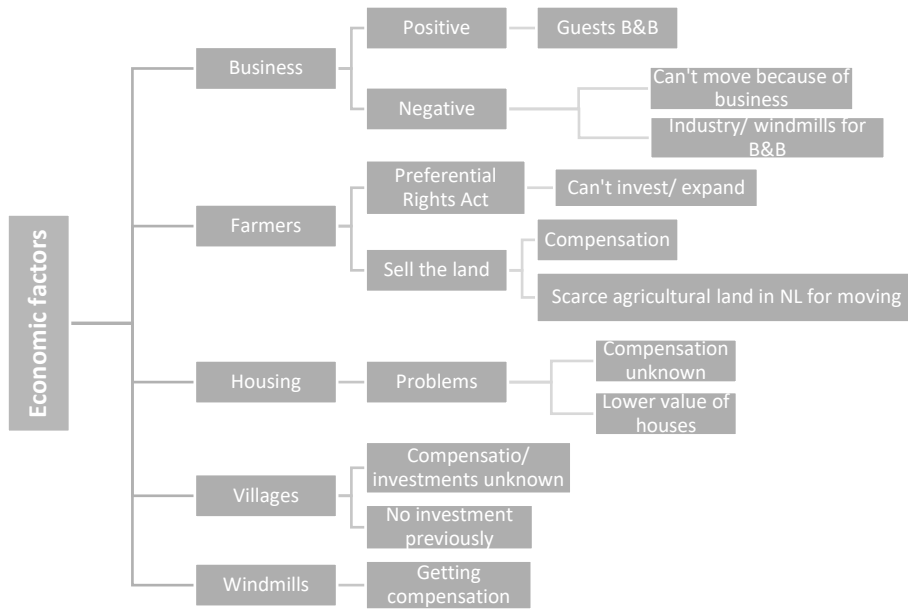 Economic factors
Business
Positive
Guests B&B
Negative
Can't move because of
business
Industry/ windmills for
B&B
Farmers
Preferential
Rights Act
Can't invest/ expand
Sell the land
Compensation
Scarce agricultural land in NL for moving
Housing
Problems
Compensation
unknown
Lower value of
houses
Villages
Compensatio/
investments unknown
No investment
previously
Windmills
Getting
compensation